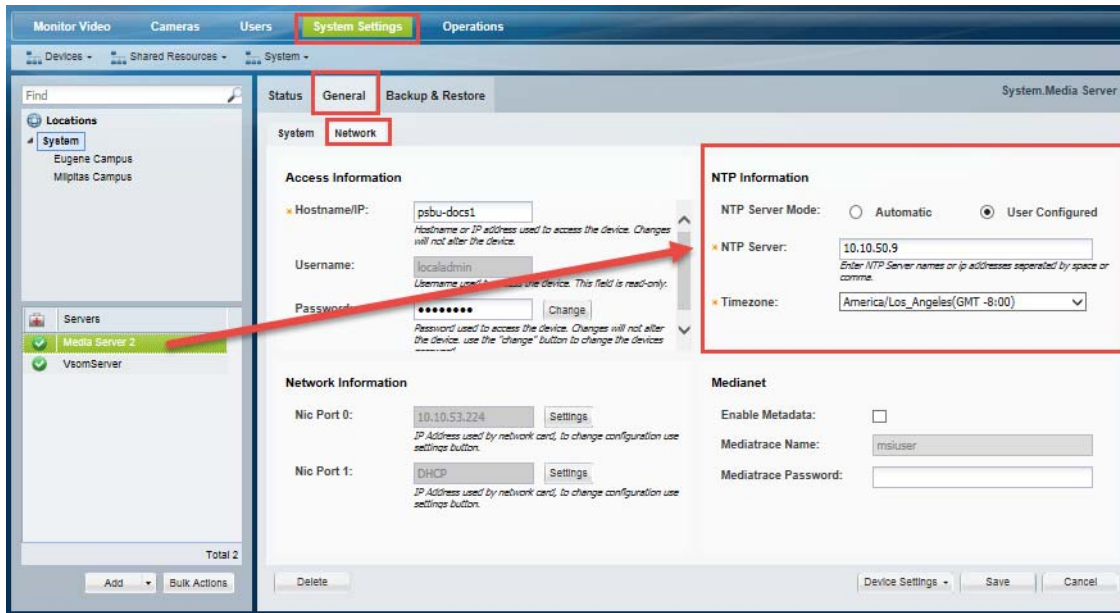 Monitor Video Cameras Users System Settings Operations
Devices Shared Resources System
Find
Locations
System
Eugene Campus
Milpitas Campus
Servers
Media Server 2
VsomServer
Total 2
Add Bulk Actions
Status General Backup & Restore
System.Media Server
System Network
Access Information
Hostname/IP: psbu-docs1
Hostname or IP address used to access the device. Changes
will not alter the device.
Username: localadmin
Username used to access the device. This field is read-only.
Password: Change
Password used to access the device. Changes will not alter
the device. use the "change" button to change the devices
Network Information
Nic Port 0: 10.10.53.224 Settings
IP Address used by network card, to change configuration use
settings button.
Nic Port 1: DHCP Settings
IP Address used by network card, to change configuration use
settings button.
NTP Information
NTP Server Mode: Automatic User Configured
NTP Server: 10.10.50.9
Enter NTP Server names or ip addresses seperated by space or
comma.
Timezone: America/Los_Angeles(GMT -8:00)
Medianet
Enable Metadata:
Mediatrace Name: msiuser
Mediatrace Password:
Delete Device Settings Save Cancel